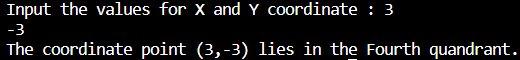 Input the values for X and Y coordinate : 3
-3
The coordinate point (3,-3) lies in the Fourth quandrant.